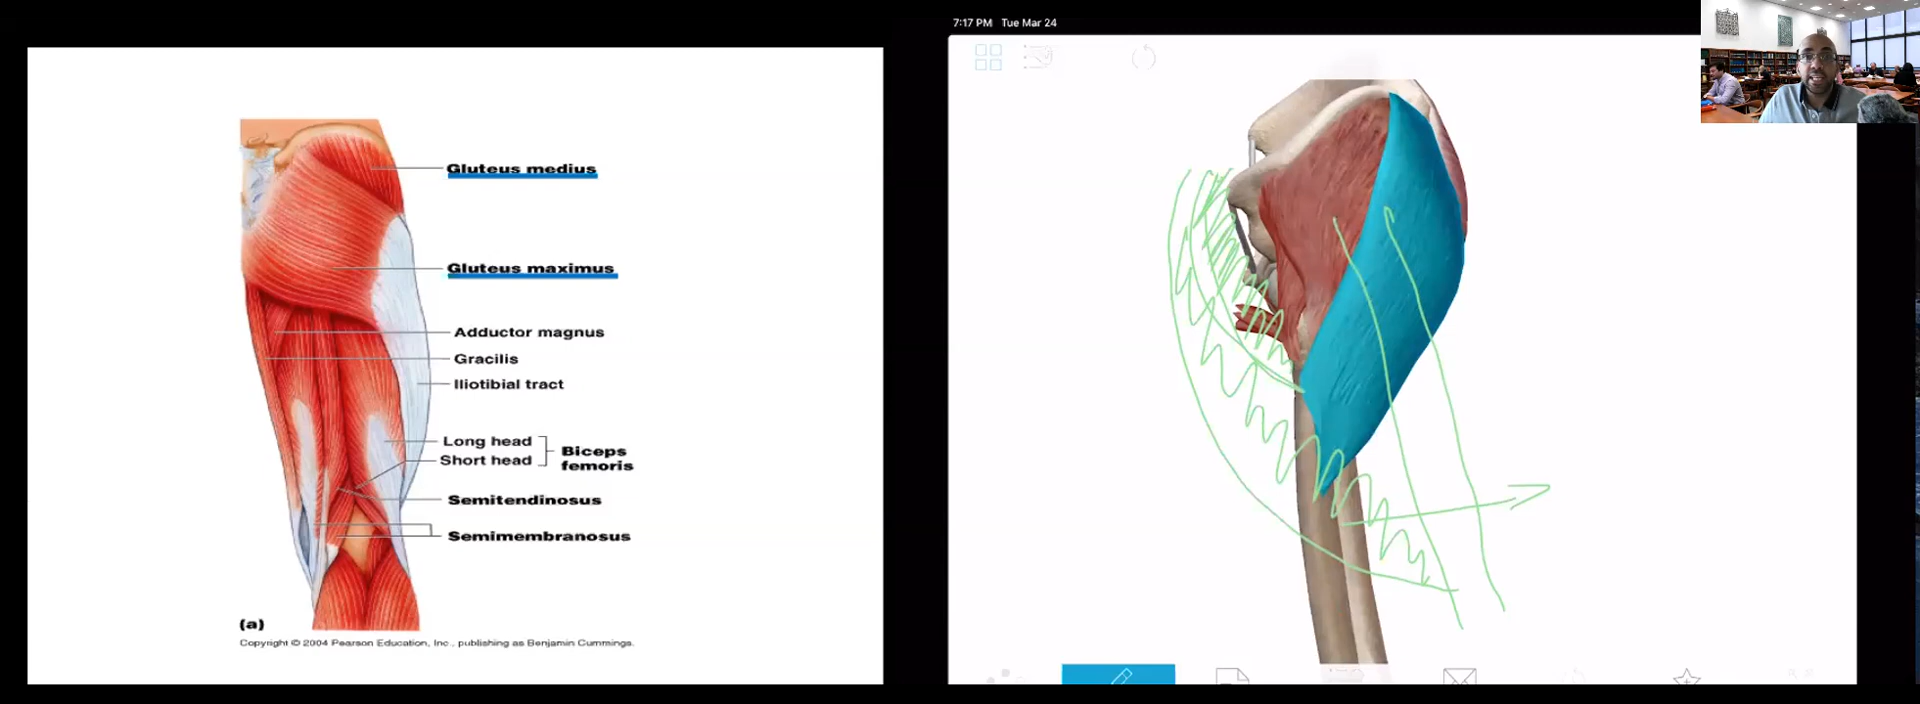 7:17 PM Tue Mar 24
Gluteus medius
Gluteus maximus
Adductor magnus
Gracilis
Iliotibial tract
Long head
Short head
Biceps
femoris
Semitendinosus
Semimembranosus
(a)
Copyright © 2004 Pearson Education, Inc., publishing as Benjamin Cummings.